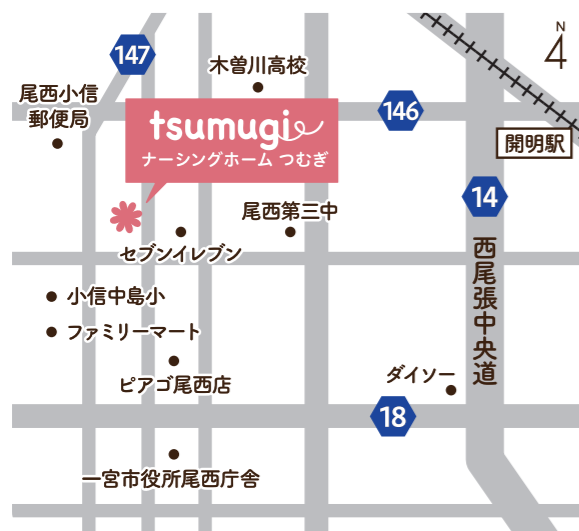 N
147
木曽川高校
尾西小信
郵便局
146
tsumugi
ナーシングホーム つむぎ
開明駅
14
尾西第三中
セブンイレブン
西尾張中央道
小信中島小
ファミリーマート
ピアゴ尾西店
ダイソー
18
一宮市役所尾西庁舎